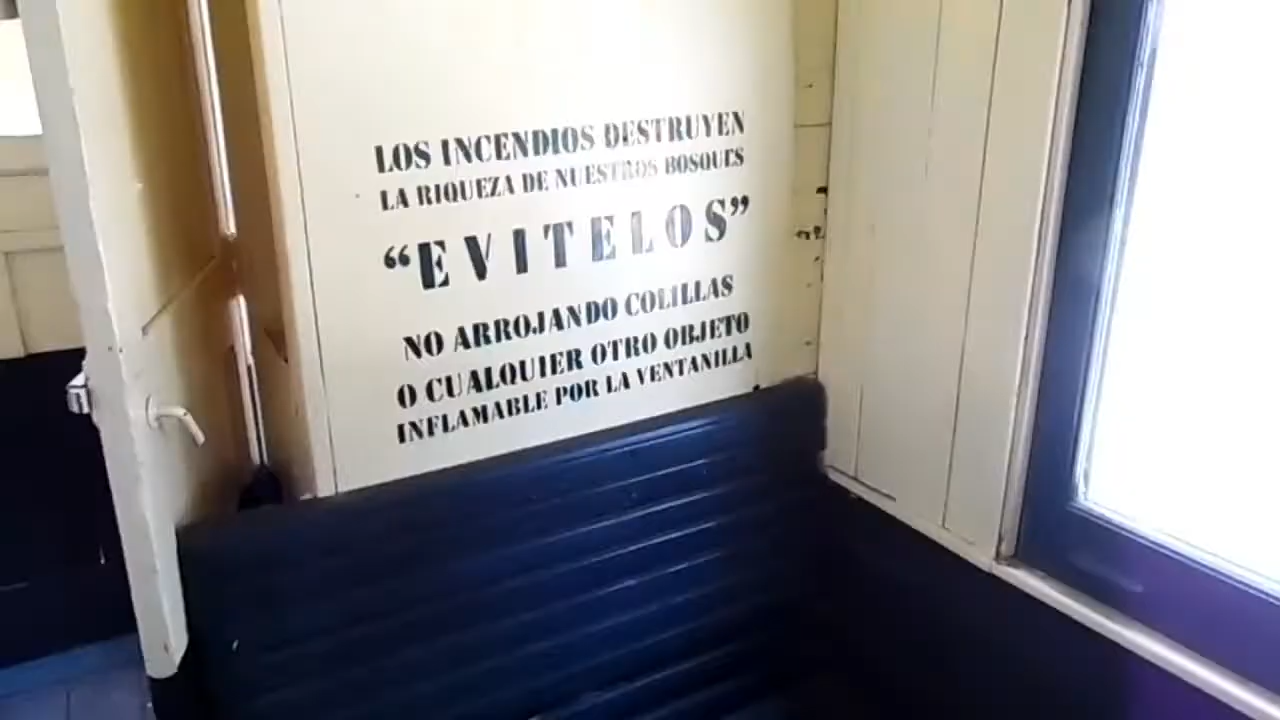 LOS INCENDIOS DESTRUYEN
LA RIQUEZA DE NUESTROS BOSQUES
“EVITELOS”
NO ARROJANDO COLILLAS
O CUALQUIER OTRO OBJETO
INFLAMABLE POR LA VENTANILLA